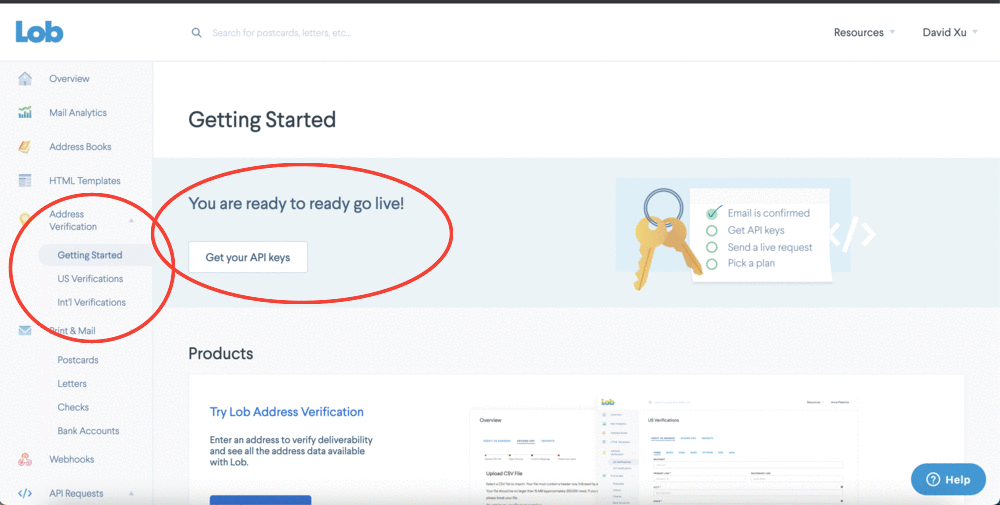 Lob
Search for postcards, letters, etc...
Resources
David Xu
Overview
Mail Analytics
Address Books
HTML Templates
Address
Verification
Getting Started
US Verifications
Int'l Verifications
Print & Mail
Postcards
Letters
Checks
Bank Accounts
Webhooks
API Requests
Getting Started
You are ready to ready go live!
Get your API keys
Email is confirmed
Get API keys
Send a live request
Pick a plan
</>
Products
Try Lob Address Verification
Enter an address to verify deliverability
and see all the address data available
with Lob.
Lob
Overview
Upload CSV File
US Verifications
Help